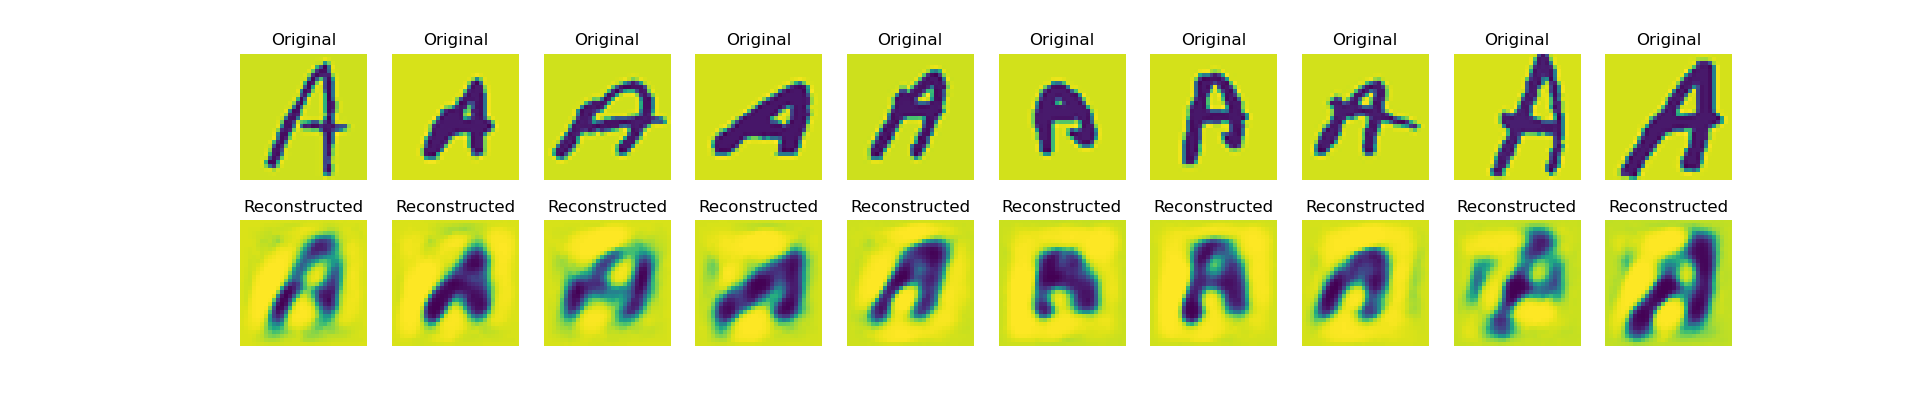 Original Original Original Original Original Original Original Original Original Original
A A A A A A A A A A
Reconstructed Reconstructed Reconstructed Reconstructed Reconstructed Reconstructed Reconstructed Reconstructed Reconstructed Reconstructed
A A A A A A A A A A